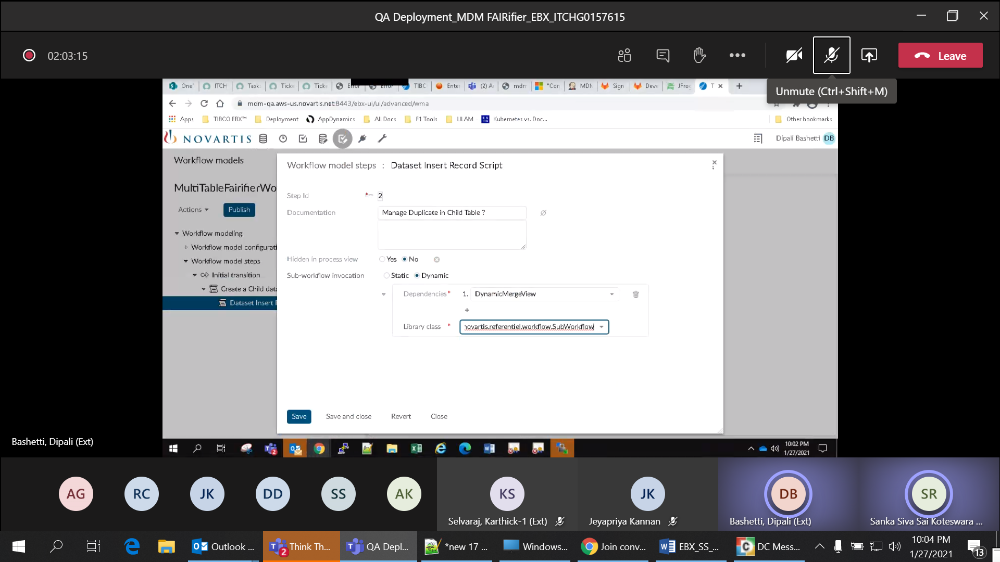 QA Deployment_MDM FAIRifier_EBX_ITCHG0157615
02:03:15
Leave
Unmute (Ctrl+Shift+M)
OneI ITCH Task Ticke Ticke Error Error TIBC Enter (2) A "Con MDM Sign Deve JFrog T
mdm-qa.aws-us.novartis.net:8443/ebx-ui/ui/advanced/wma
Apps TIBCO EBX™ Deployment AppDynamics All Docs F1 Tools ULAM Kubernetes vs. Doc... Other bookmarks
NOVARTIS Dipali Bashetti DB
Workflow models
Workflow model steps : Dataset Insert Record Script
MultiTableFairifierWo
Step Id * 2
Actions Publish
Documentation Manage Duplicate in Child Table ?
Workflow modeling
Workflow model configurati
Workflow model steps
Initial transition
Create a Child data
Dataset Insert
Hidden in process view Yes No
Sub-workflow invocation Static Dynamic
Dependencies* 1. DynamicMergeView
+
Library class * novartis.referentiel.workflow.SubWorkflow
Save Save and close Revert Close
Bashetti, Dipali (Ext)
2
10:02 PM
1/27/2021
AG RC JK DD SS AK KS JK DB SR
Selvaraj, Karthick-1 (Ext) Jeyapriya Kannan Bashetti, Dipali (Ext) Sanka Siva Sai Koteswara ...
Outlook ... 2 Think Th... QA Depl... *new 17 ... Windows... Join conv... EBX_SS_... DC Mess...
10:04 PM
1/27/2021
13